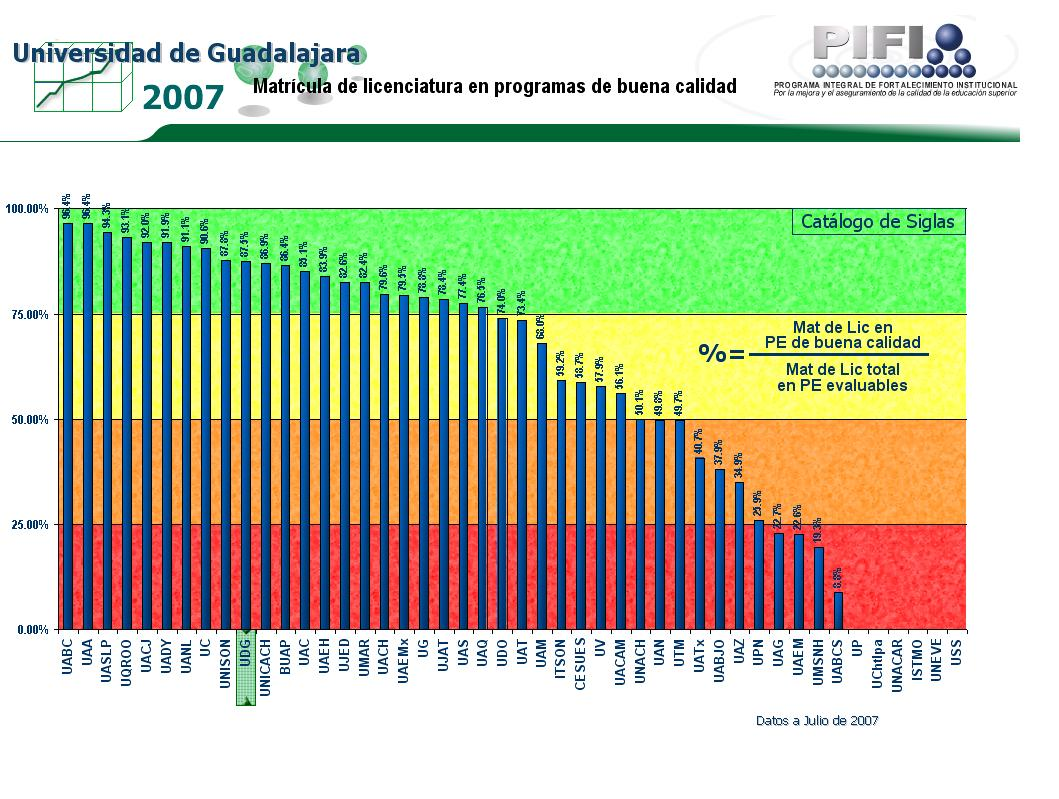 Universidad de Guadalajara
2007
Matrícula de licenciatura en programas de buena calidad
PIFI
PROGRAMA INTEGRAL DE FORTALECIMIENTO INSTITUCIONAL
Por la mejora y el aseguramiento de la calidad de la educación superior
Catálogo de Siglas
100.00%
75.00%
50.00%
25.00%
0.00%
96.4% 96.4% 94.3% 93.1% 92.0% 91.9% 91.1% 90.6% 87.8% 87.5% 86.9% 86.4% 85.1% 83.9% 82.6% 82.4% 79.6% 79.5% 78.8% 78.4% 77.4% 76.5% 74.0% 73.4% 68.0% 59.2% 58.7% 57.9% 56.1% 50.1% 49.8% 49.7% 40.7% 37.9% 34.9% 25.9% 22.7% 22.6% 19.3% 8.8%
%=
Mat de Lic en
PE de buena calidad
Mat de Lic total
en PE evaluables
UABC UAA UASLP UQROO UACJ UADY UANL UC UNISON UDG UNICACH BUAP UAC UAEH UJED UMAR UACH UAEMx UG UJAT UAS UAQ UDO UAT UAM ITSON CESUES UV UACAM UNACH UAN UTM UATx UABJO UAZ UPN UAG UAEM UMSNH UABCS UP UChtpa UNACAR ISTMO UNEVE USS
Datos a Julio de 2007